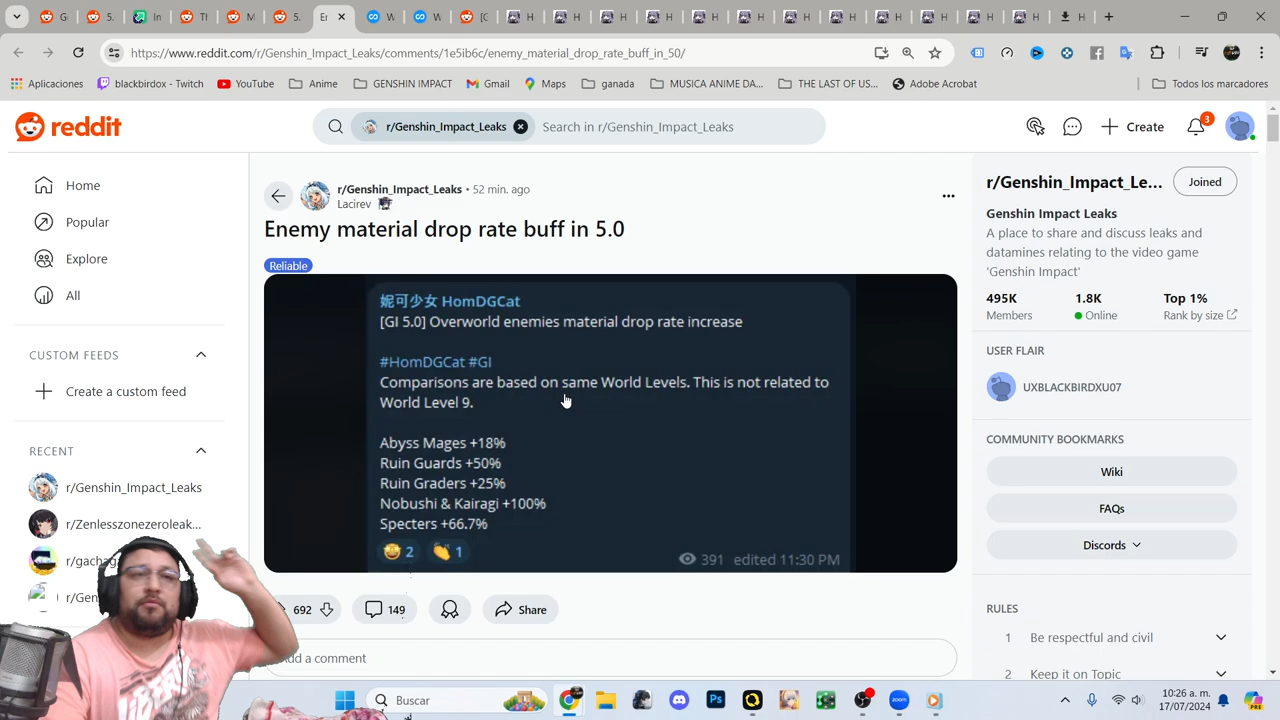 G
5.
In
TI
M
5.
Er
W
W
[C
H
H
H
H
H
H
H
H
H
H
H
H
https://www.reddit.com/r/Genshin_Impact_Leaks/comments/1e5ib6c/enemy_material_drop_rate_buff_in_50/
Aplicaciones
blackbirdox - Twitch
YouTube
Anime
GENSHIN IMPACT
Gmail
Maps
ganada
MUSICA ANIME DA...
THE LAST OF US...
Adobe Acrobat
Todos los marcadores
reddit
r/Genshin_Impact_Leaks
Search in r/Genshin_Impact_Leaks
Create
3
Home
Popular
Explore
All
CUSTOM FEEDS
Create a custom feed
RECENT
r/Genshin_Impact_Leaks
r/Zenlesszonezeroleak...
r/gachag
r/Gen
r/Genshin_Impact_Leaks • 52 min. ago
Lacirev
Enemy material drop rate buff in 5.0
Reliable
妮可少女 HomDGCat
[GI 5.0] Overworld enemies material drop rate increase
#HomDGCat #GI
Comparisons are based on same World Levels. This is not related to
World Level 9.
Abyss Mages +18%
Ruin Guards +50%
Ruin Graders +25%
Nobushi & Kairagi +100%
Specters +66.7%
2
1
391 edited 11:30 PM
692
149
Share
Add a comment
r/Genshin_Impact_Le...
Joined
Genshin Impact Leaks
A place to share and discuss leaks and
datamines relating to the video game
'Genshin Impact'
495K
1.8K
Top 1%
Members
Online
Rank by size
USER FLAIR
UXBLACKBIRDXU07
COMMUNITY BOOKMARKS
Wiki
FAQs
Discords
RULES
1 Be respectful and civil
2 Keep it on Topic
Buscar
zoom
10:26 a. m.
17/07/2024